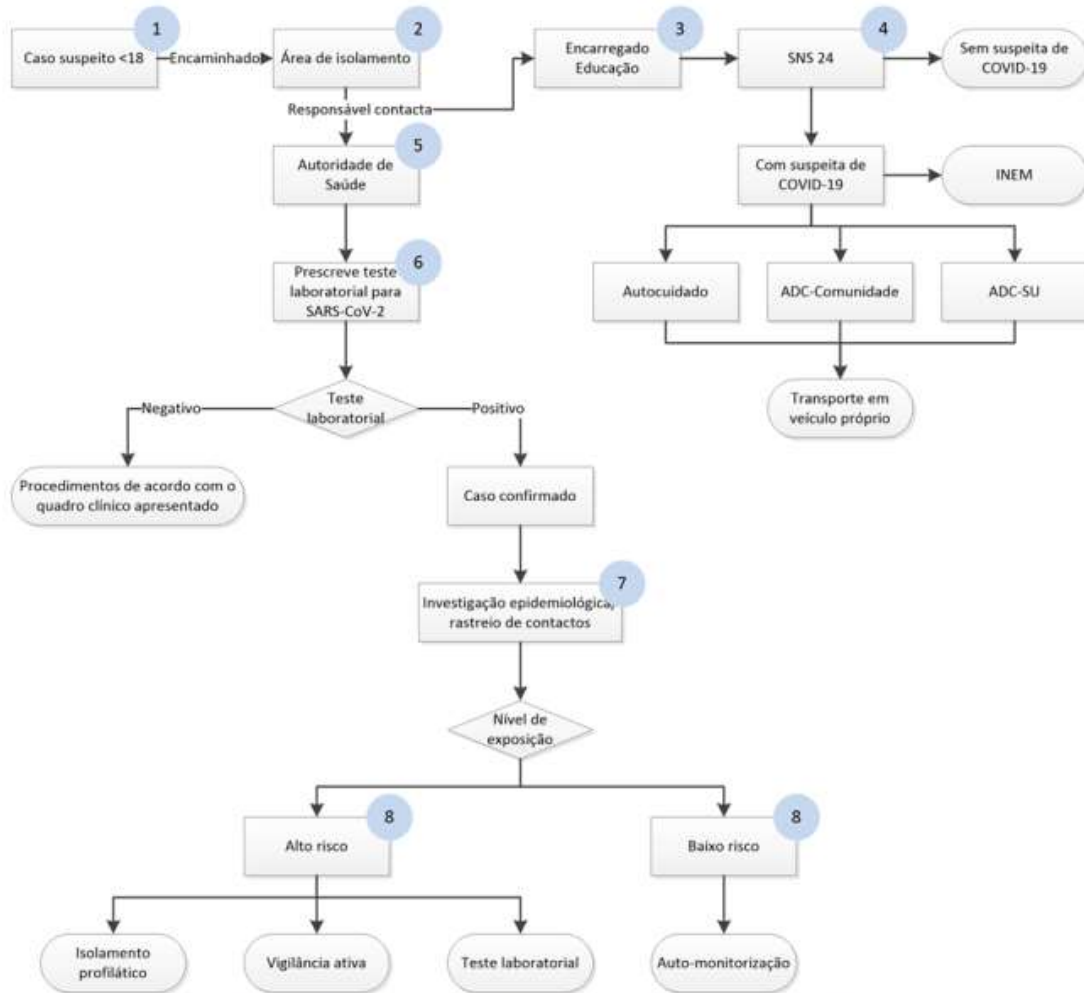 1
Caso suspeito <18
Encaminhado
2
Área de isolamento
3
Encarregado
Educação
4
SNS 24
Sem suspeita de
COVID-19
Responsável contacta
5
Autoridade de
Saúde
Com suspeita de
COVID-19
INEM
6
Prescreve teste
laboratorial para
SARS-CoV-2
Autocuidado
ADC-Comunidade
ADC-SU
Teste
laboratorial
Negativo
Positivo
Transporte em
veículo próprio
Procedimentos de acordo com o
quadro clínico apresentado
Caso confirmado
7
Investigação epidemiológica,
rastreio de contactos
Nível de
exposição
8
Alto risco
8
Baixo risco
Isolamento
profilático
Vigilância ativa
Teste laboratorial
Auto-monitorização